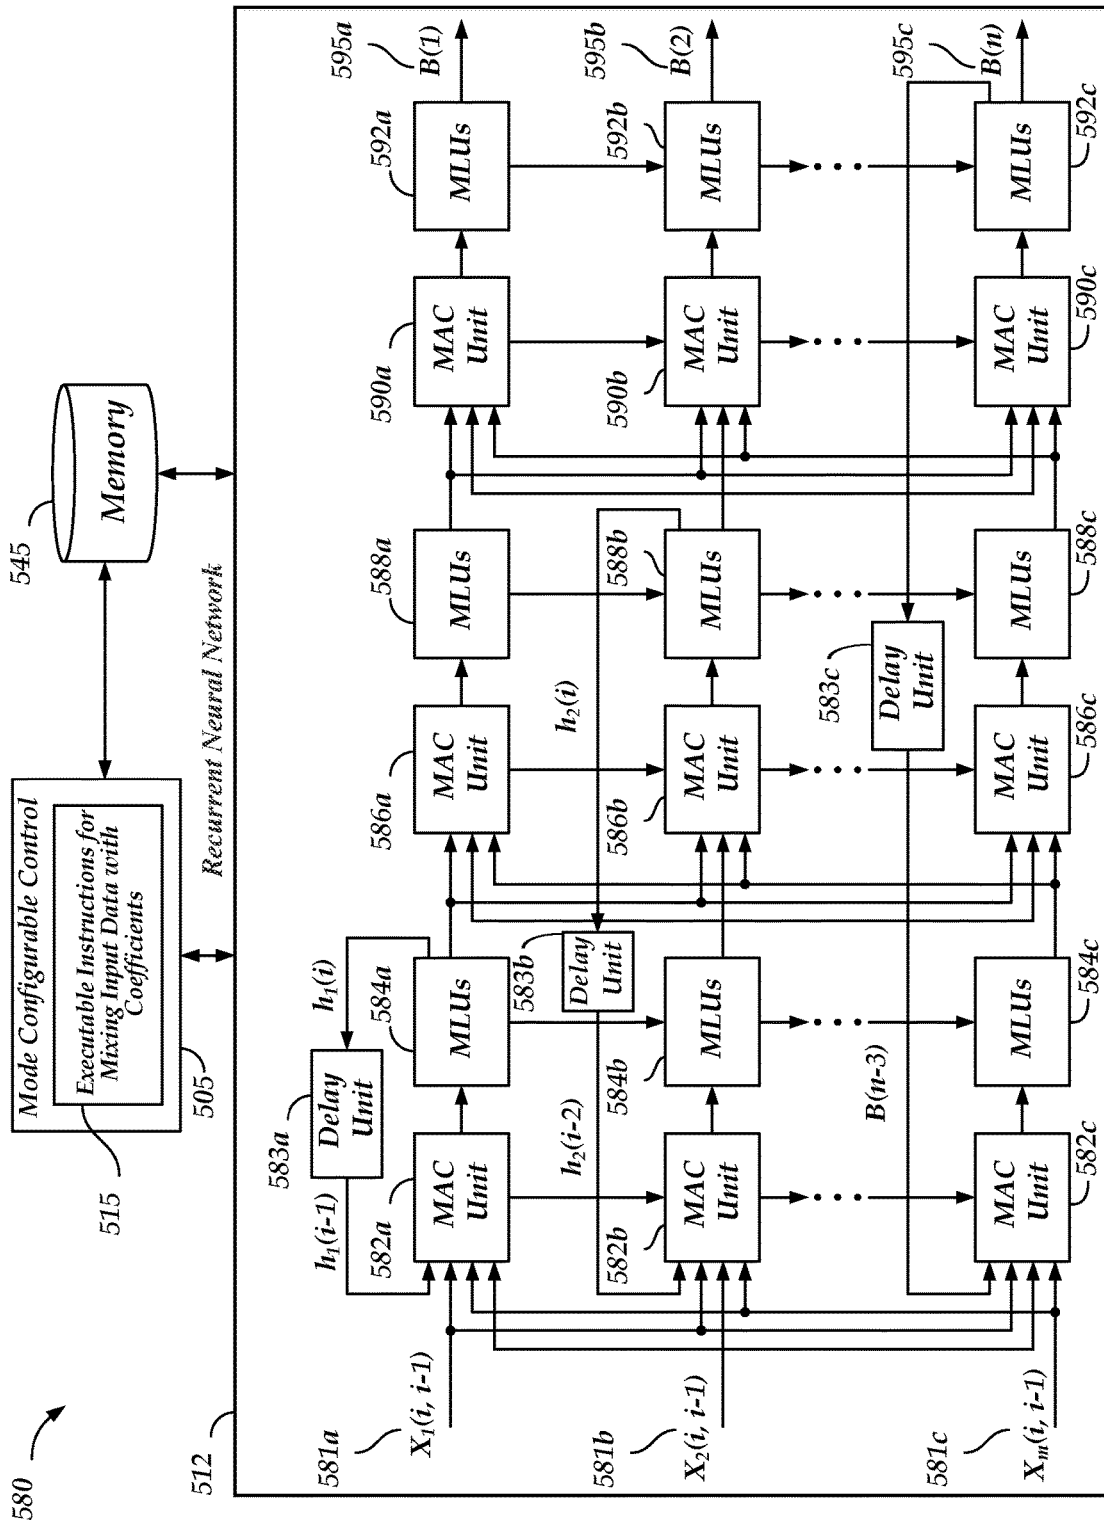 580
Mode Configurable Control
Executable Instructions for
Mixing Input Data with
Coefficients
515
505
545
Memory
512
Recurrent Neural Network
583a
Delay
Unit
h₁(i-1)
h₁(i)
581a
X₁(i, i-1)
582a
MAC
Unit
584a
MLUs
586a
MAC
Unit
588a
MLUs
590a
MAC
Unit
592a
MLUs
595a
B(1)
h₂(i-2)
583b
Delay
Unit
h₂(i)
581b
X₂(i, i-1)
582b
MAC
Unit
584b
MLUs
586b
MAC
Unit
588b
MLUs
590b
MAC
Unit
592b
MLUs
595b
B(2)
B(n-3)
583c
Delay
Unit
581c
Xₘ(i, i-1)
582c
MAC
Unit
584c
MLUs
586c
MAC
Unit
588c
MLUs
590c
MAC
Unit
592c
MLUs
595c
B(n)